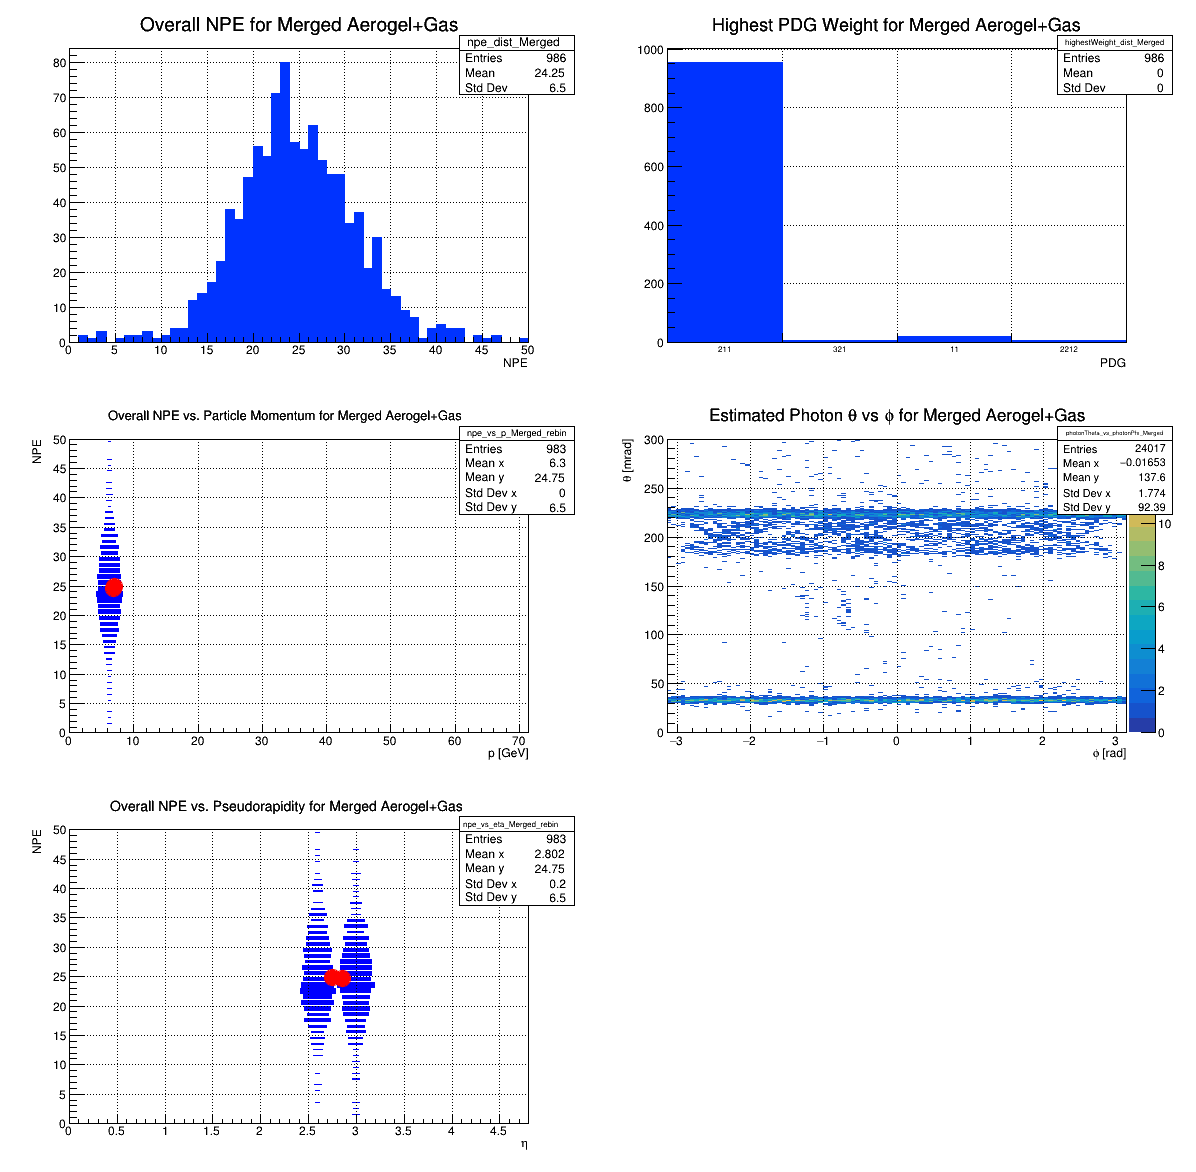 Overall NPE for Merged Aerogel+Gas
npe_dist_Merged
Entries 986
Mean 24.25
Std Dev 6.5
80
70
60
50
40
30
20
10
0
0 5 10 15 20 25 30 35 40 45 50
NPE
Highest PDG Weight for Merged Aerogel+Gas
highestWeight_dist_Merged
Entries 986
Mean 0
Std Dev 0
1000
800
600
400
200
0
211 321 11 2212
PDG
Overall NPE vs. Particle Momentum for Merged Aerogel+Gas
npe_vs_p_Merged_rebin
Entries 983
Mean x 6.3
Mean y 24.75
Std Dev x 0
Std Dev y 6.5
NPE
50
45
40
35
30
25
20
15
10
5
0
0 10 20 30 40 50 60 70
p [GeV]
Estimated Photon θ vs ϕ for Merged Aerogel+Gas
photonTheta_vs_photonPhi_Merged
Entries 24017
Mean x −0.01653
Mean y 137.6
Std Dev x 1.774
Std Dev y 92.39
θ [mrad]
300
250
200
150
100
50
0
−3 −2 −1 0 1 2 3
ϕ [rad]
10
8
6
4
2
0
Overall NPE vs. Pseudorapidity for Merged Aerogel+Gas
npe_vs_eta_Merged_rebin
Entries 983
Mean x 2.802
Mean y 24.75
Std Dev x 0.2
Std Dev y 6.5
NPE
50
45
40
35
30
25
20
15
10
5
0
0 0.5 1 1.5 2 2.5 3 3.5 4 4.5
η